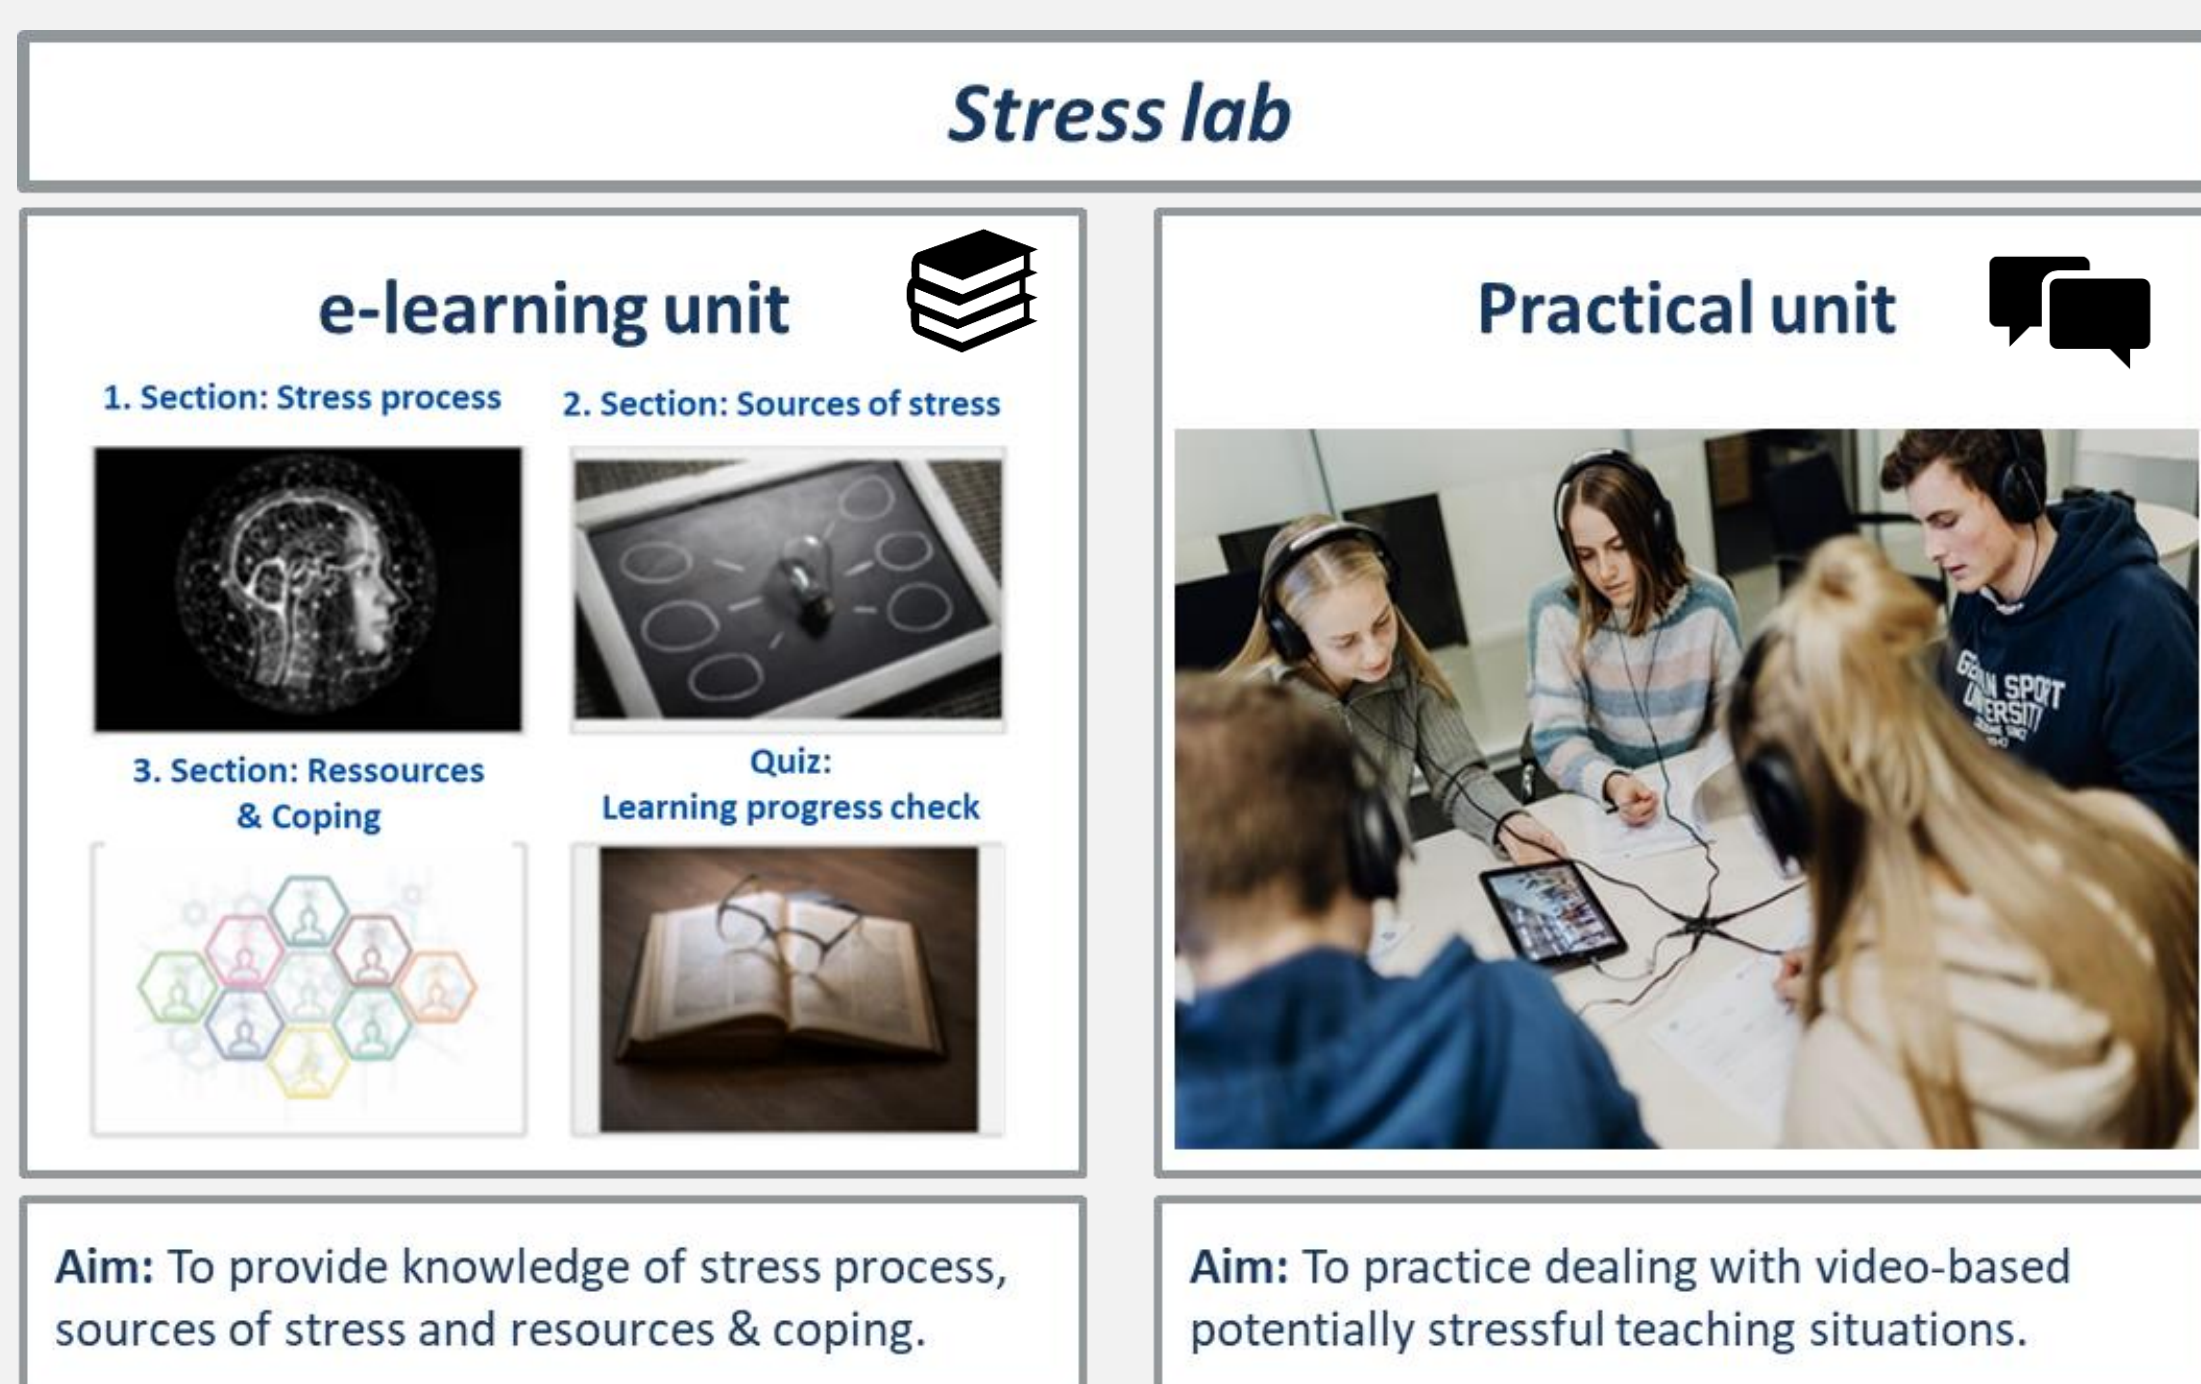 Stress lab
e-learning unit
1. Section: Stress process
2. Section: Sources of stress
3. Section: Ressources
& Coping
Quiz:
Learning progress check
Practical unit
SPORT
Aim: To provide knowledge of stress process,
sources of stress and resources & coping.
Aim: To practice dealing with video-based
potentially stressful teaching situations.